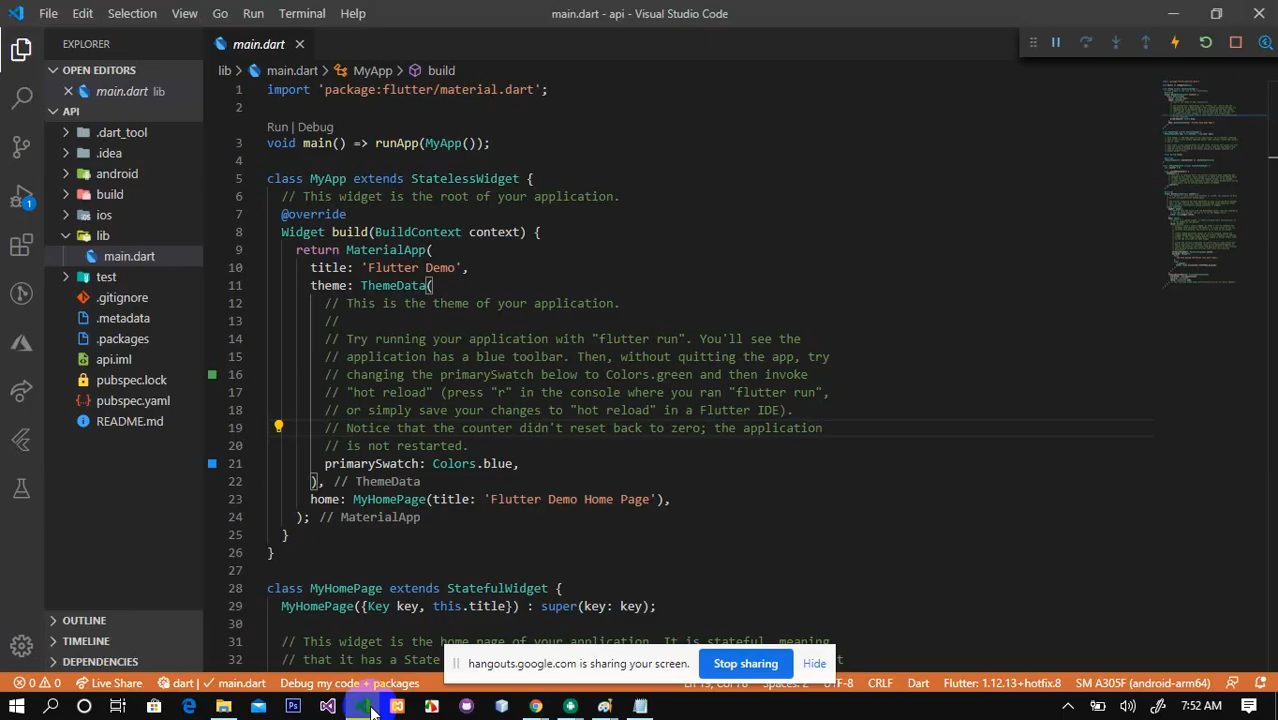 File Edit Selection View Go Run Terminal Help main.dart - api - Visual Studio Code
EXPLORER
OPEN EDITORS
main.dart lib
API
.dart_tool
.idea
android
build
ios
lib
main.dart
test
.gitignore
.metadata
.packages
api.iml
pubspec.lock
pubspec.yaml
README.md
OUTLINE
TIMELINE
DEPENDENCIES
1
main.dart
lib > main.dart > MyApp > build
1 import 'package:flutter/material.dart';
2
Run | Debug
3 void main() => runApp(MyApp());
4
5 class MyApp extends StatelessWidget {
6 // This widget is the root of your application.
7 @override
8 Widget build(BuildContext context) {
9 return MaterialApp(
10 title: 'Flutter Demo',
11 theme: ThemeData(
12 // This is the theme of your application.
13 //
14 // Try running your application with "flutter run". You'll see the
15 // application has a blue toolbar. Then, without quitting the app, try
16 // changing the primarySwatch below to Colors.green and then invoke
17 // "hot reload" (press "r" in the console where you ran "flutter run",
18 // or simply save your changes to "hot reload" in a Flutter IDE).
19 // Notice that the counter didn't reset back to zero; the application
20 // is not restarted.
21 primarySwatch: Colors.blue,
22 ), // ThemeData
23 home: MyHomePage(title: 'Flutter Demo Home Page'),
24 ); // MaterialApp
25 }
26 }
27
28 class MyHomePage extends StatefulWidget {
29 MyHomePage({Key key, this.title}) : super(key: key);
30
31 // This widget is the home page of your application. It is stateful, meaning
32 // that it has a State
hangouts.google.com is sharing your screen. Stop sharing Hide
0 0 Live Share dart | main.dart Debug my code + packages CRLF Dart Flutter: 1.12.13+hotfix.8 SM A305F (android-arm64)
Ps
7:52 AM